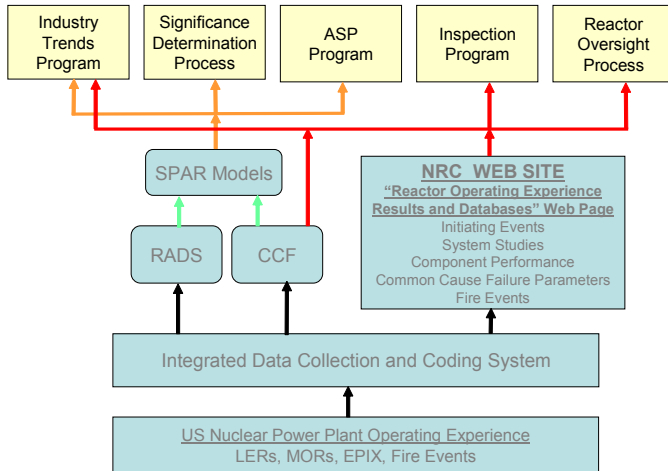 Industry
Trends
Program
Significance
Determination
Process
ASP
Program
Inspection
Program
Reactor
Oversight
Process
SPAR Models
RADS
CCF
NRC WEB SITE
“Reactor Operating Experience
Results and Databases” Web Page
Initiating Events
System Studies
Component Performance
Common Cause Failure Parameters
Fire Events
Integrated Data Collection and Coding System
US Nuclear Power Plant Operating Experience
LERs, MORs, EPIX, Fire Events